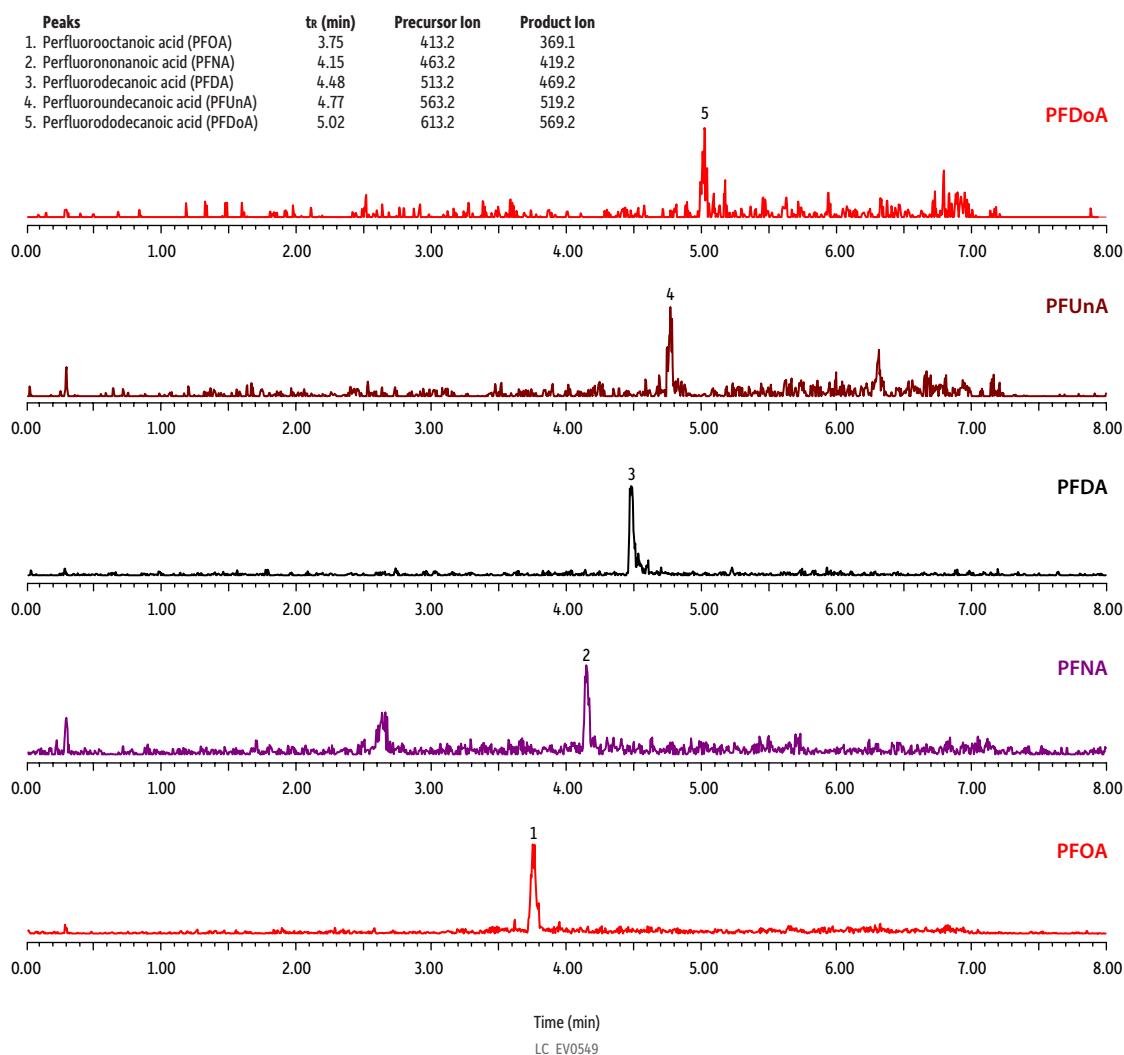 Peaks tR (min) Precursor Ion Product Ion
1. Perfluorooctanoic acid (PFOA) 3.75 413.2 369.1
2. Perfluorononanoic acid (PFNA) 4.15 463.2 419.2
3. Perfluorodecanoic acid (PFDA) 4.48 513.2 469.2
4. Perfluoroundecanoic acid (PFUnA) 4.77 563.2 519.2
5. Perfluorododecanoic acid (PFDoA) 5.02 613.2 569.2
5
PFDoA
0.00 1.00 2.00 3.00 4.00 5.00 6.00 7.00 8.00
4
PFUnA
0.00 1.00 2.00 3.00 4.00 5.00 6.00 7.00 8.00
3
PFDA
0.00 1.00 2.00 3.00 4.00 5.00 6.00 7.00 8.00
2
PFNA
0.00 1.00 2.00 3.00 4.00 5.00 6.00 7.00 8.00
1
PFOA
0.00 1.00 2.00 3.00 4.00 5.00 6.00 7.00 8.00
Time (min)
LC_EV0549